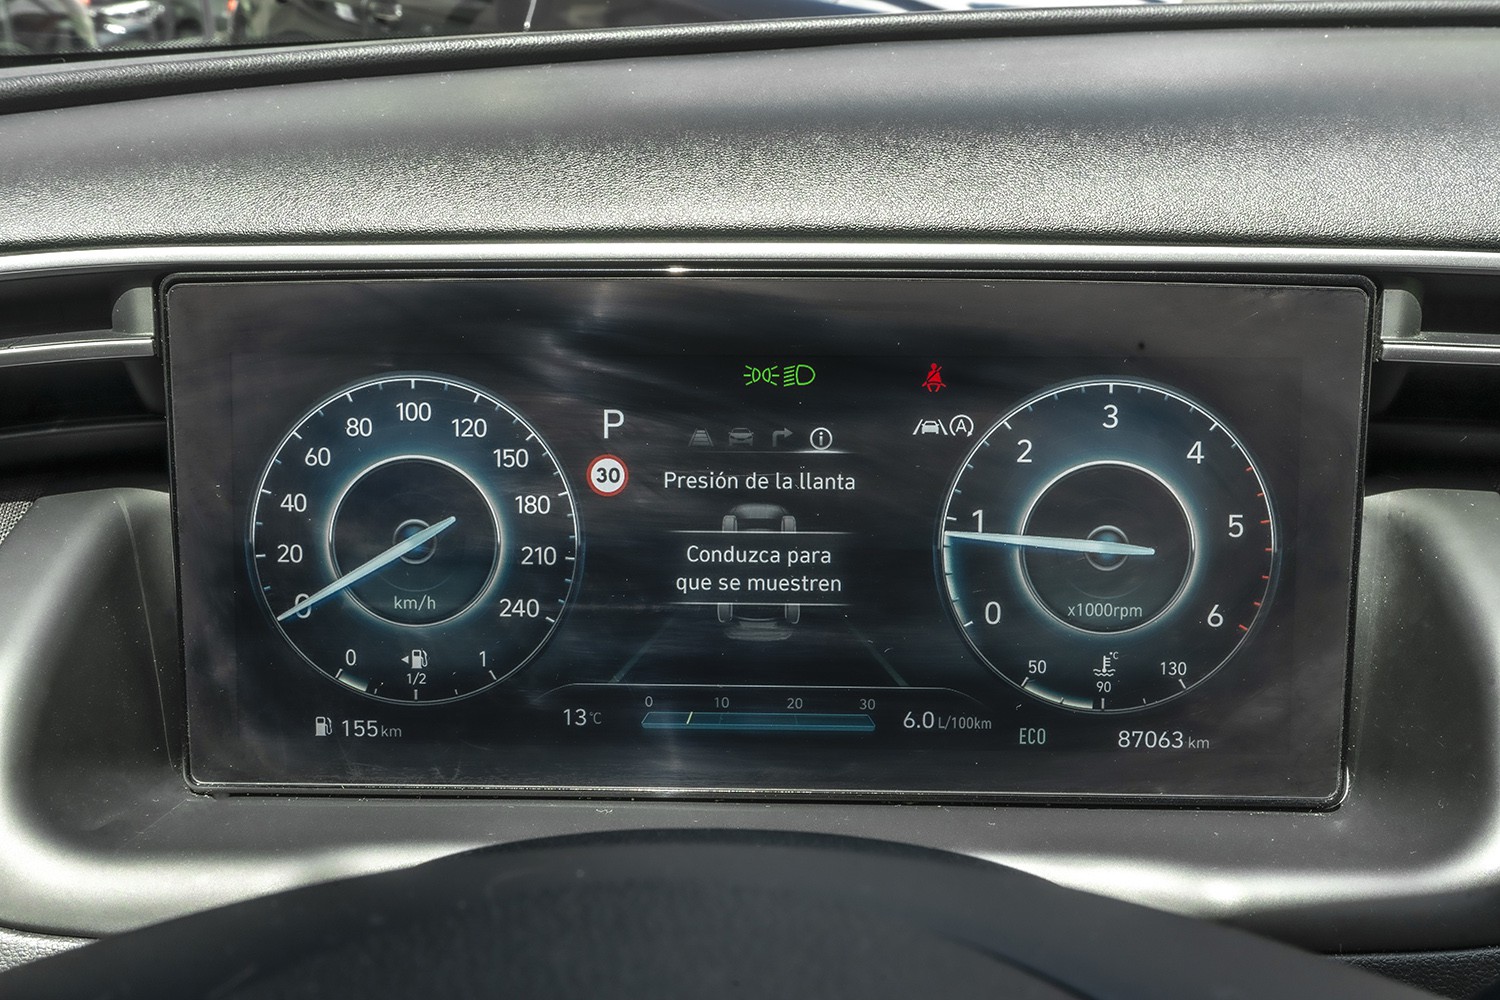 P
30
Presión de la llanta
Conduzca para
que se muestren
0
20
40
60
80
100
120
150
180
210
240
km/h
0
1/2
1
155 km
13 °C
0 10 20 30
6.0 L/100km
A
0
1
2
3
4
5
6
x1000rpm
50
°C
90
130
ECO
87063 km